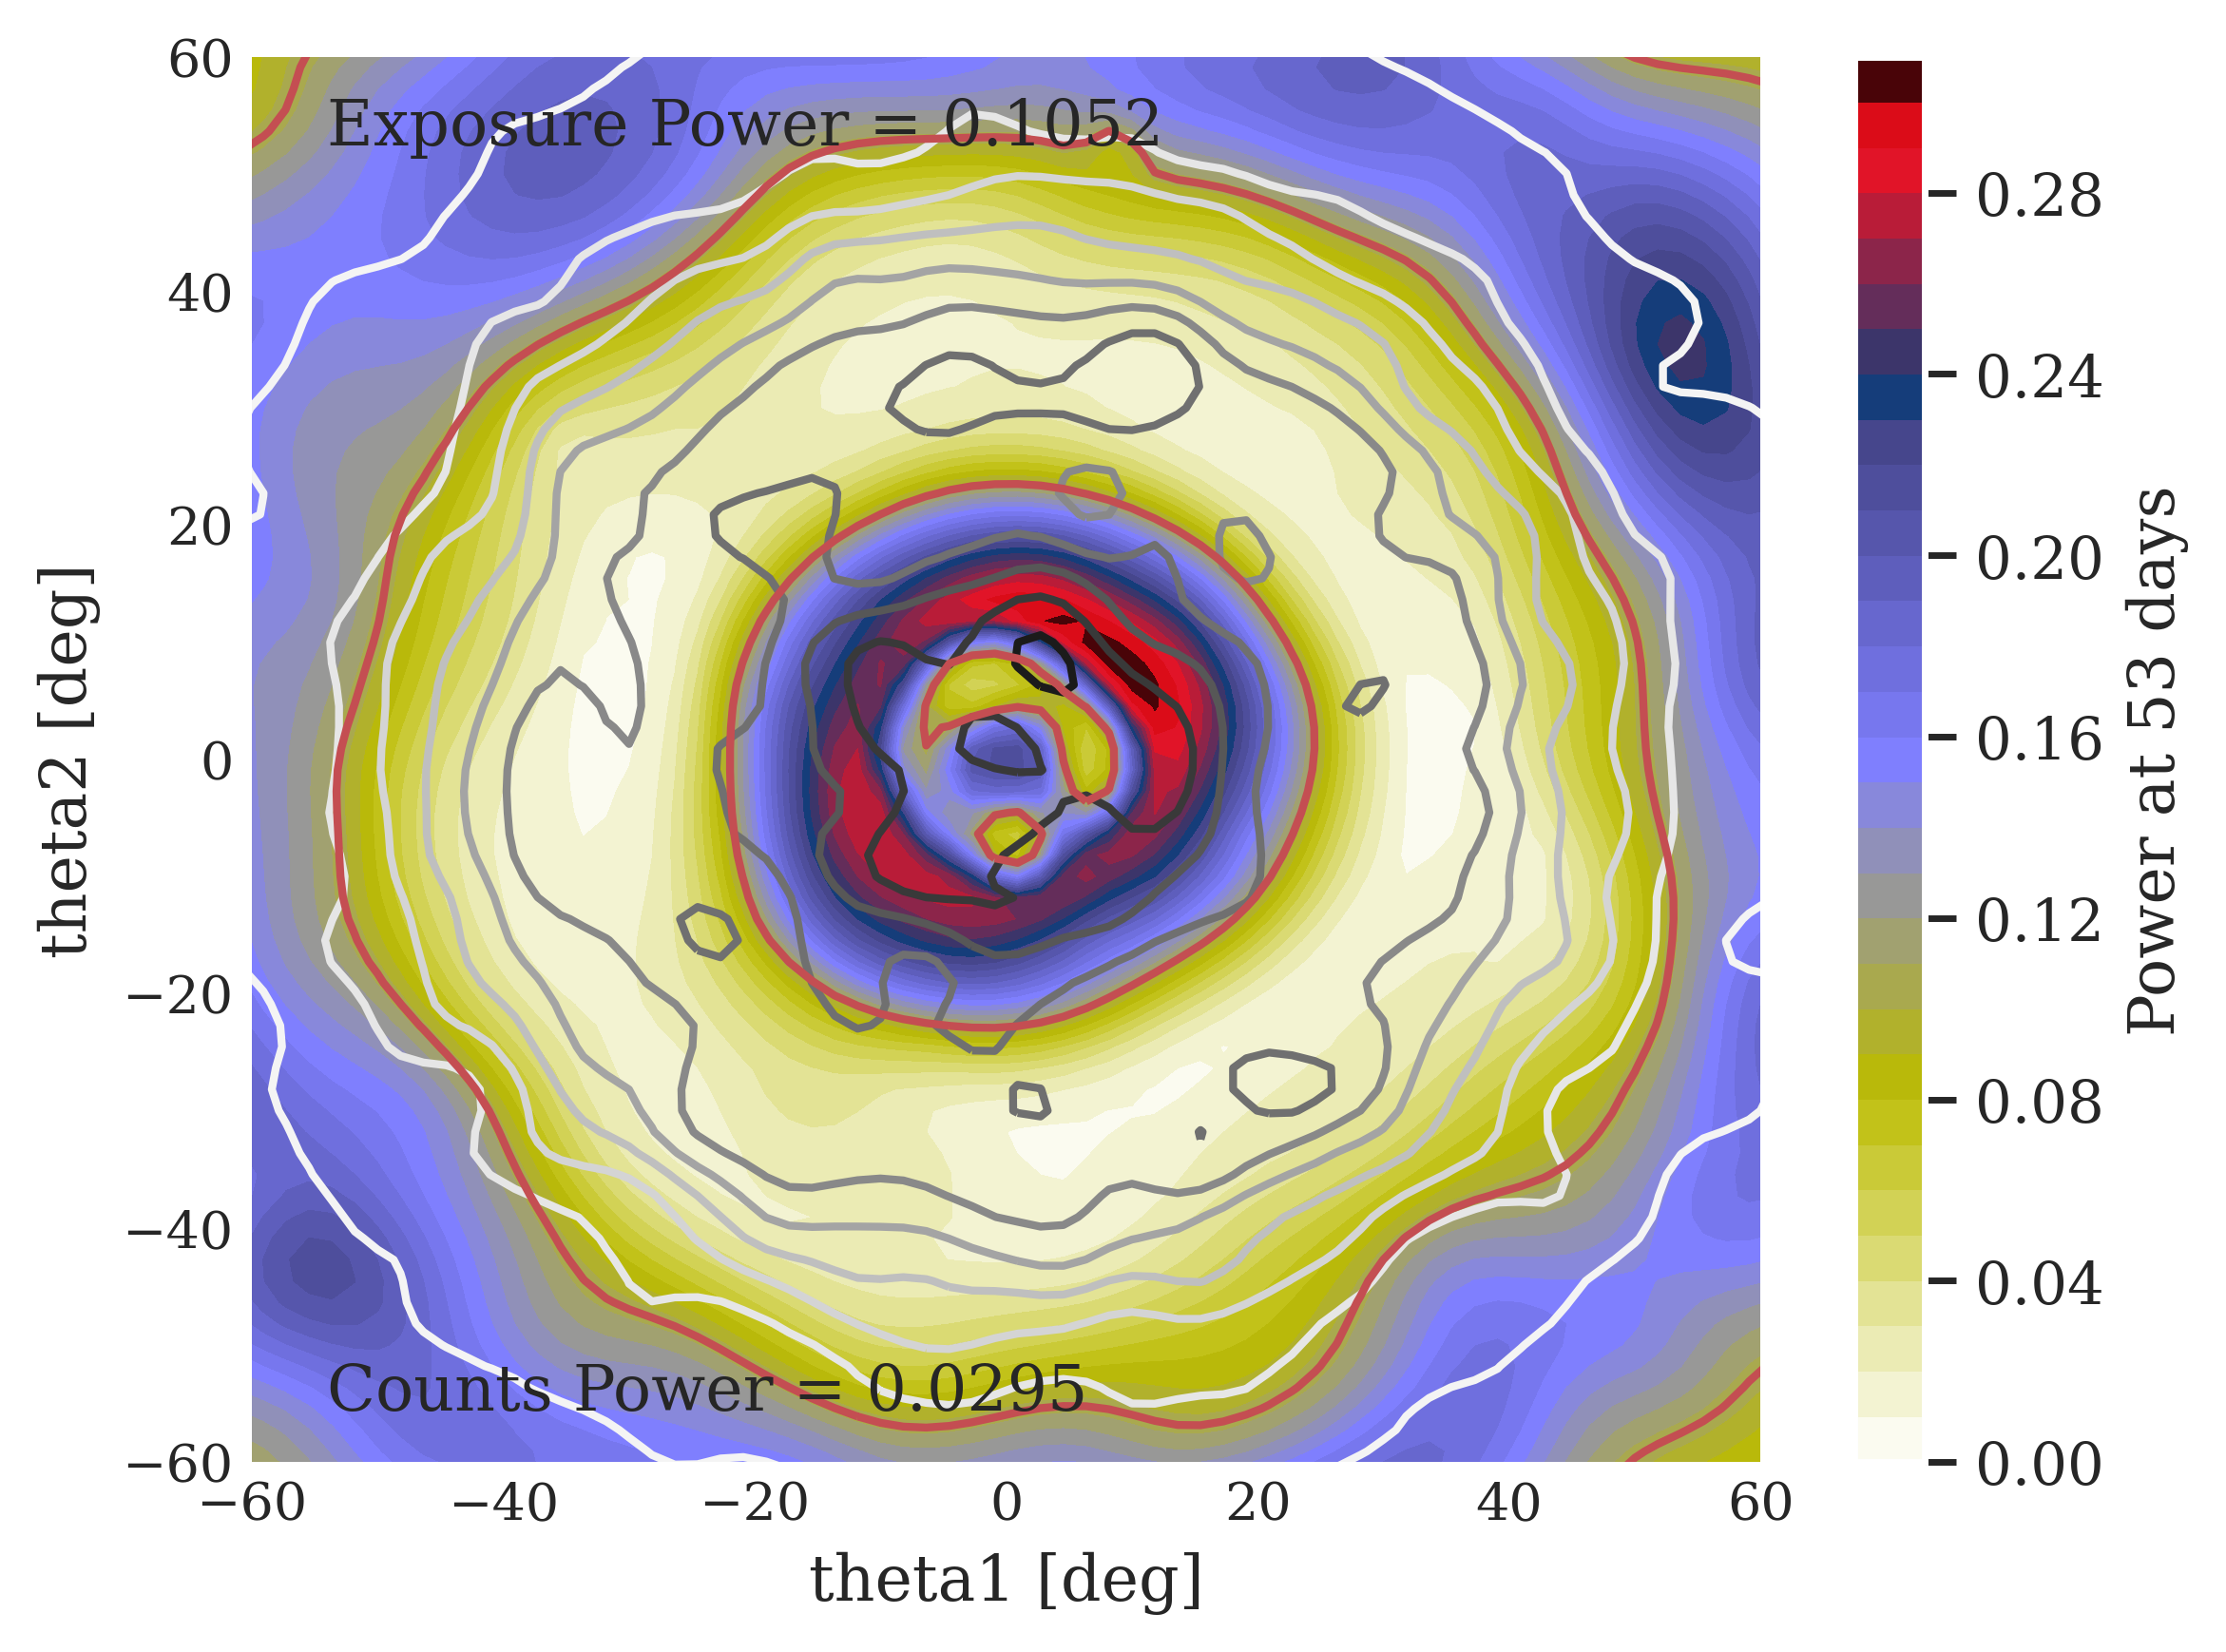 Exposure Power = 0.1052
Counts Power = 0.0295
60
40
20
0
−20
−40
−60
theta2 [deg]
−60 −40 −20 0 20 40 60
theta1 [deg]
0.28
0.24
0.20
0.16
0.12
0.08
0.04
0.00
Power at 53 days